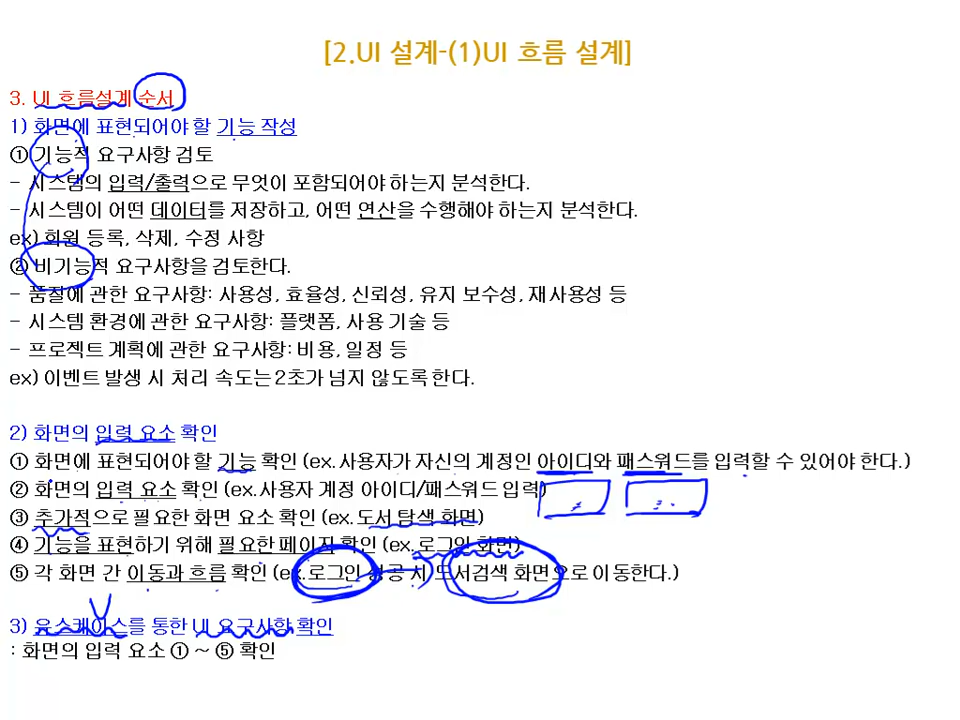 [2.UI 설계-(1)UI 흐름 설계]
3. UI 흐름설계 순서
1) 화면에 표현되어야 할 기능 작성
① 기능적 요구사항 검토
- 시스템의 입력/출력으로 무엇이 포함되어야 하는지 분석한다.
- 시스템이 어떤 데이터를 저장하고, 어떤 연산을 수행해야 하는지 분석한다.
ex) 회원 등록, 삭제, 수정 사항
② 비기능적 요구사항을 검토한다.
- 품질에 관한 요구사항: 사용성, 효율성, 신뢰성, 유지 보수성, 재사용성 등
- 시스템 환경에 관한 요구사항: 플랫폼, 사용 기술 등
- 프로젝트 계획에 관한 요구사항: 비용, 일정 등
ex) 이벤트 발생 시 처리 속도는 2초가 넘지 않도록 한다.
2) 화면의 입력 요소 확인
① 화면에 표현되어야 할 기능 확인 (ex.사용자가 자신의 계정인 아이디와 패스워드를 입력할 수 있어야 한다.)
② 화면의 입력 요소 확인 (ex.사용자 계정 아이디/패스워드 입력)
③ 추가적으로 필요한 화면 요소 확인 (ex.도서 탐색 화면)
④ 기능을 표현하기 위해 필요한 페이지 확인 (ex.로그인 화면)
⑤ 각 화면 간 이동과 흐름 확인 (ex.로그인 성공 시 도서검색 화면으로 이동한다.)
3) 유스케이스를 통한 UI 요구사항 확인
: 화면의 입력 요소 ① ~ ⑤ 확인